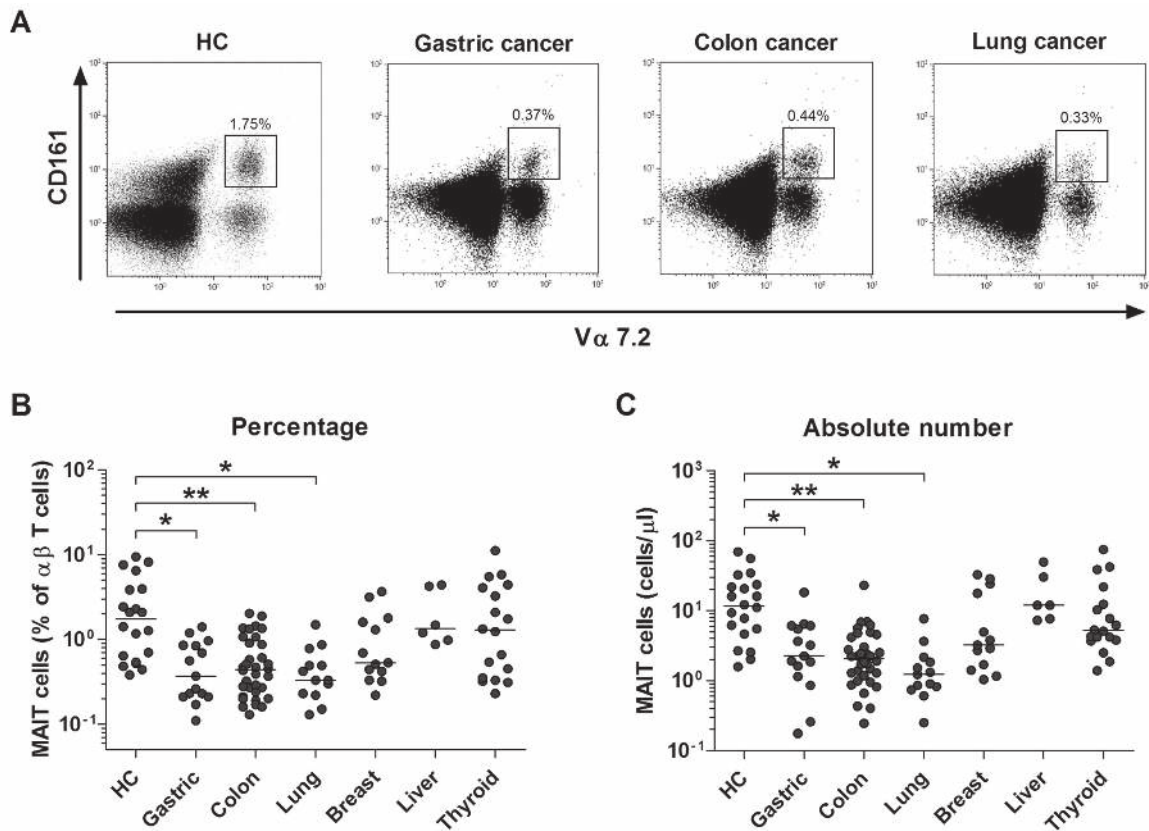 A
HC
Gastric cancer
Colon cancer
Lung cancer
CD161
1.75%
0.37%
0.44%
0.33%
Vα 7.2
B
Percentage
MAIT cells (% of αβ T cells)
10²
10¹
10⁰
10⁻¹
*
**
*
HC
Gastric
Colon
Lung
Breast
Liver
Thyroid
C
Absolute number
MAIT cells (cells/μl)
10³
10²
10¹
10⁰
10⁻¹
*
**
*
HC
Gastric
Colon
Lung
Breast
Liver
Thyroid